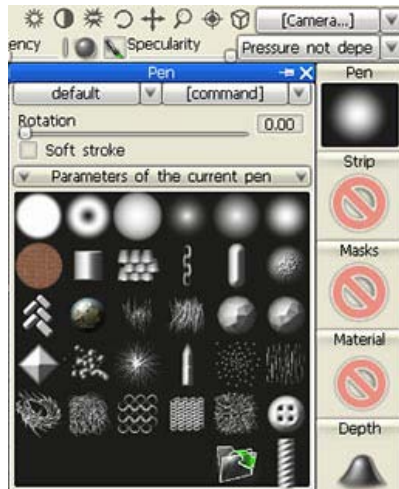 [Camera...]
ency
Specularity
Pressure not depe
Pen
default
[command]
Rotation
0.00
Soft stroke
Parameters of the current pen
Pen
Strip
Masks
Material
Depth